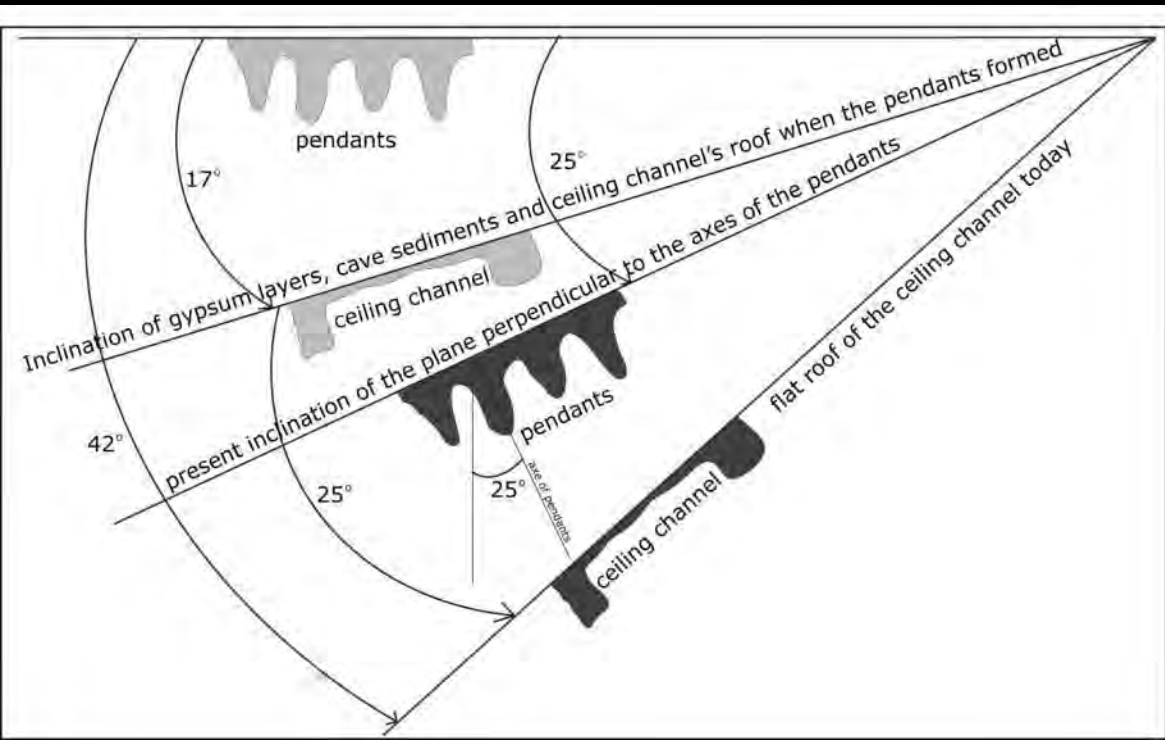 pendants
17°
25°
Inclination of gypsum layers, cave sediments and ceiling channel's roof when the pendants formed
ceiling channel
present inclination of the plane perpendicular to the axes of the pendants
pendants
42°
25°
25°
axe of pendants
flat roof of the ceiling channel today
ceiling channel